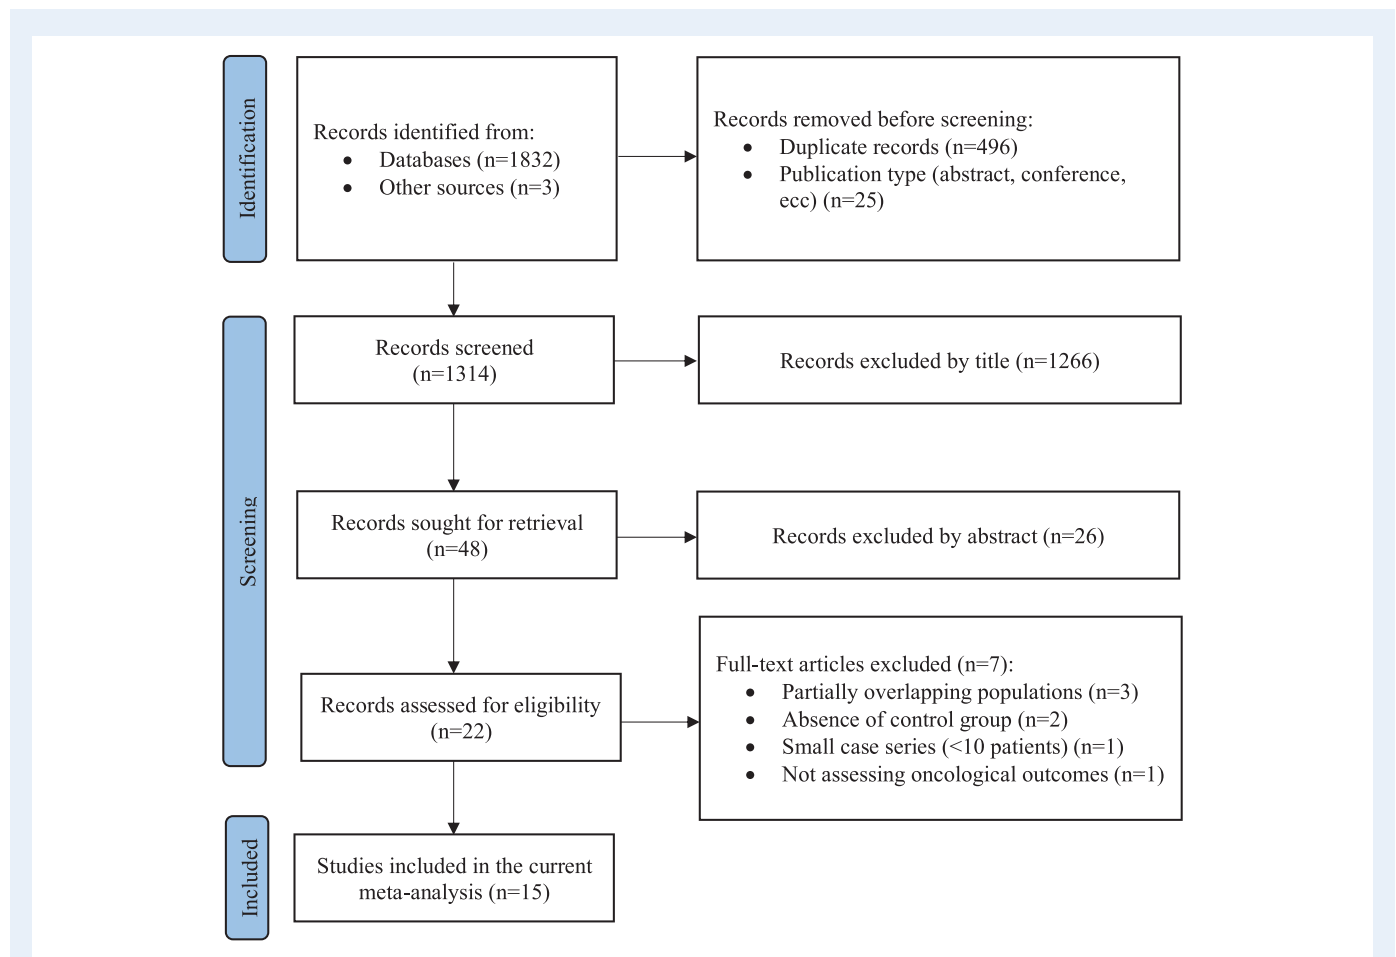 Identification
Records identified from:
• Databases (n=1832)
• Other sources (n=3)
Records removed before screening:
• Duplicate records (n=496)
• Publication type (abstract, conference,
ecc) (n=25)
Screening
Records screened
(n=1314)
Records excluded by title (n=1266)
Records sought for retrieval
(n=48)
Records excluded by abstract (n=26)
Records assessed for eligibility
(n=22)
Full-text articles excluded (n=7):
• Partially overlapping populations (n=3)
• Absence of control group (n=2)
• Small case series (<10 patients) (n=1)
• Not assessing oncological outcomes (n=1)
Included
Studies included in the current
meta-analysis (n=15)